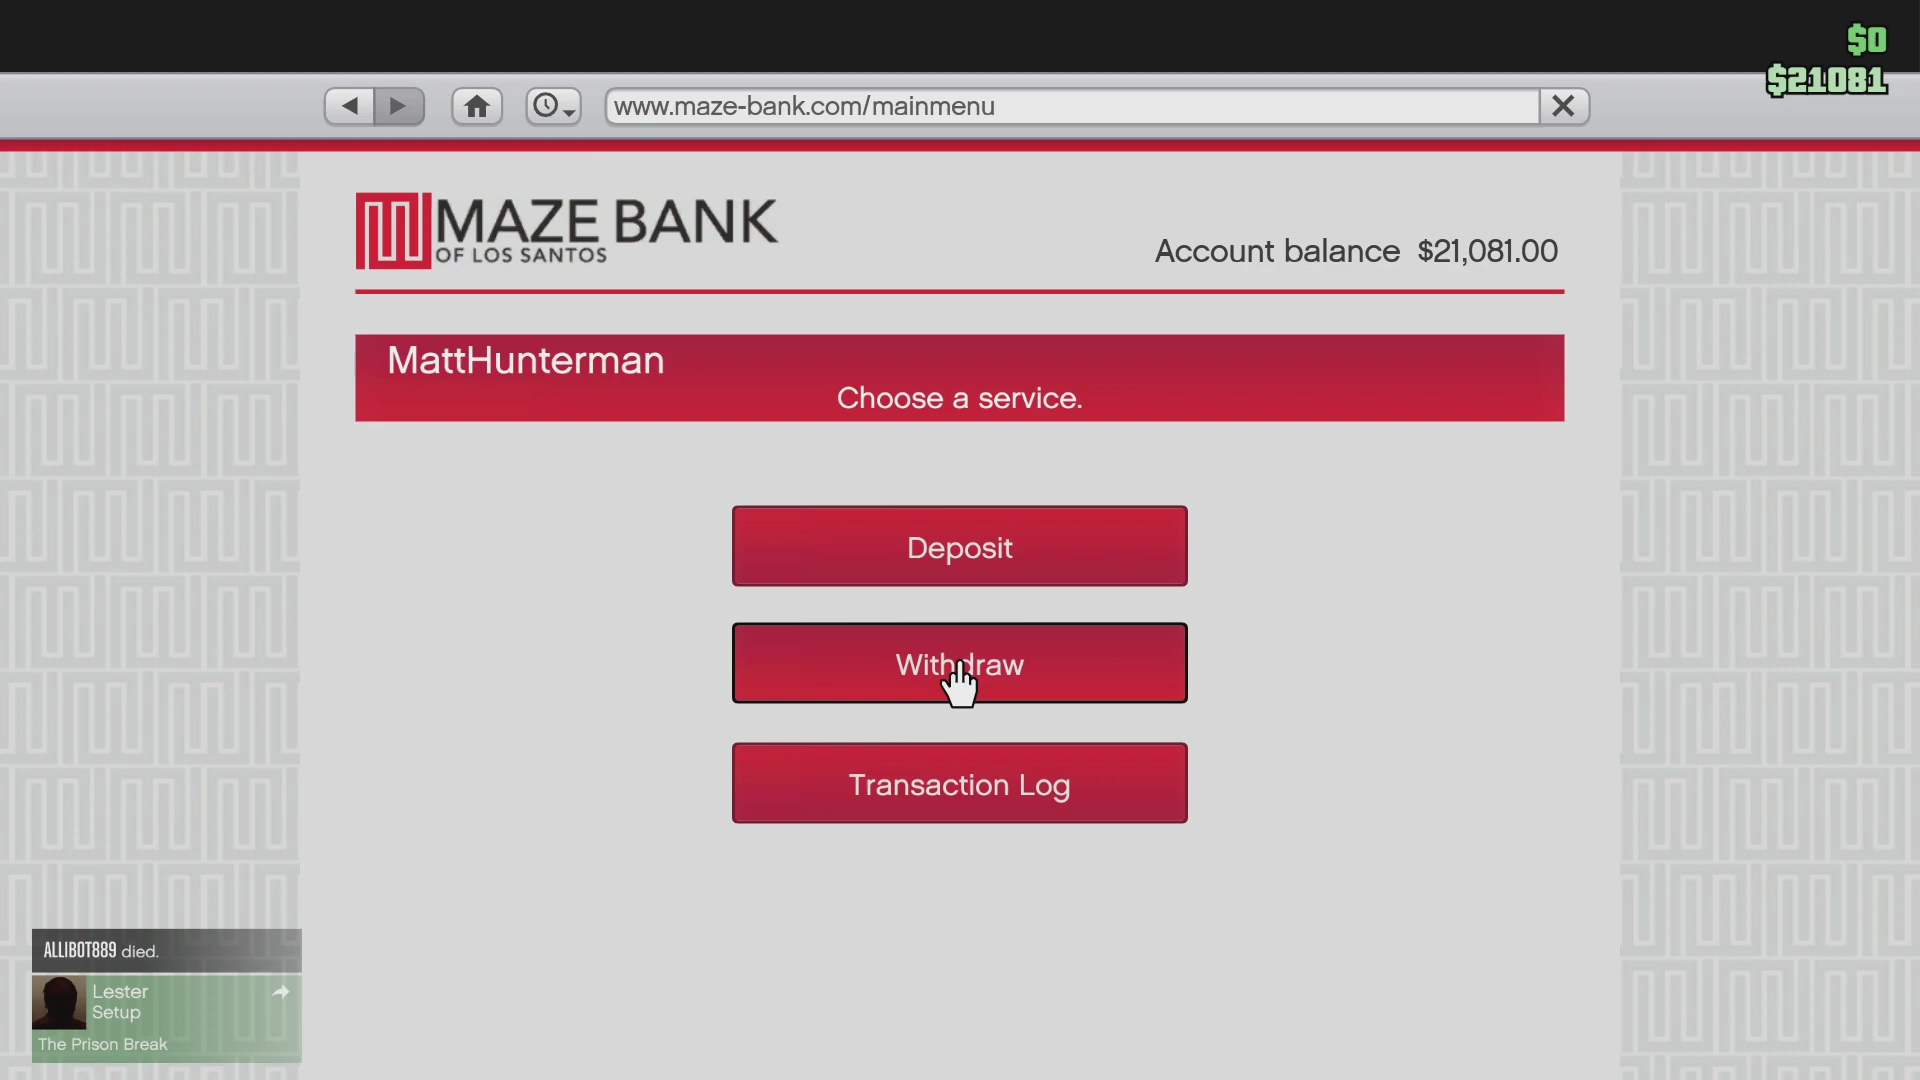 $0
$21081
www.maze-bank.com/mainmenu
MAZE BANK
OF LOS SANTOS
Account balance $21,081.00
MattHunterman
Choose a service.
Deposit
Withdraw
Transaction Log
ALLIBOT889 died.
Lester
Setup
The Prison Break